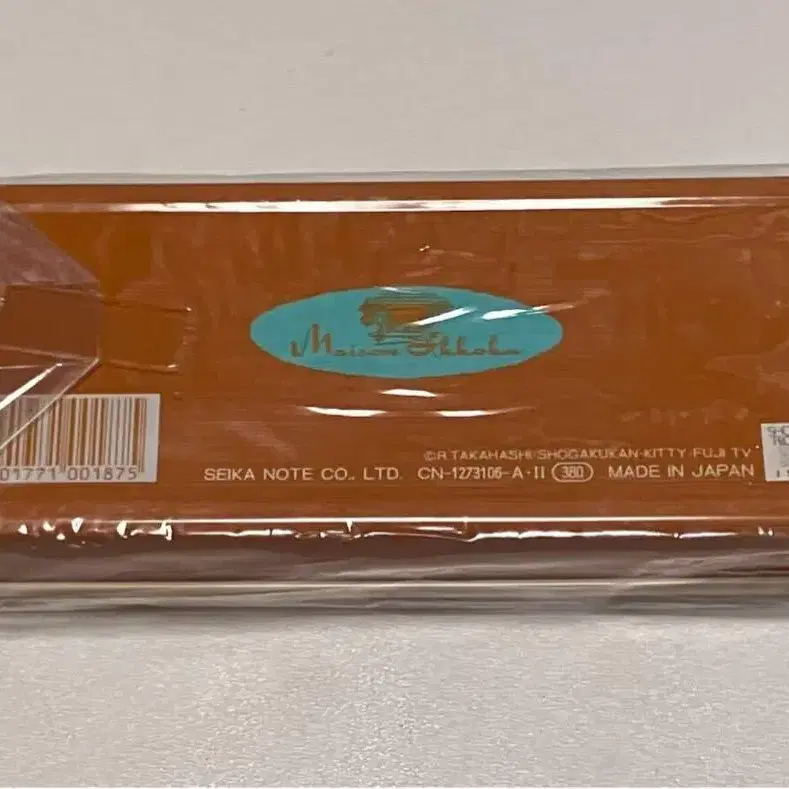 Maison Ikkoku
01771 001875
©R.TAKAHASHI/SHOGAKUKAN·KITTY·FUJI TV
SEIKA NOTE CO., LTD. CN-1273106-A·II 380 MADE IN JAPAN